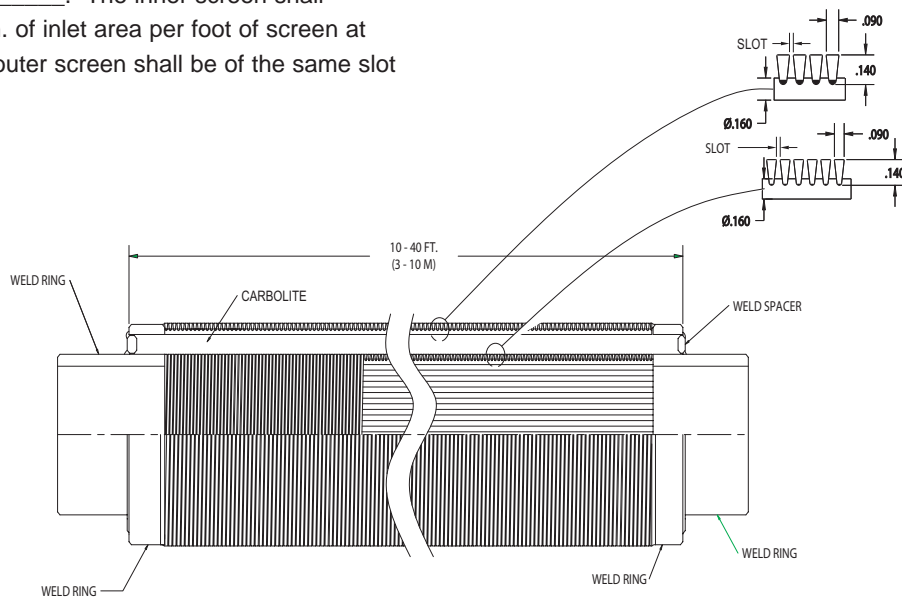 ______. The inner screen shall
. of inlet area per foot of screen at
outer screen shall be of the same slot
.090
SLOT
.140
Ø.160
.090
SLOT
.140
Ø.160
10 - 40 FT.
(3 - 10 M)
WELD RING
CARBOLITE
WELD SPACER
WELD RING
WELD RING
WELD RING